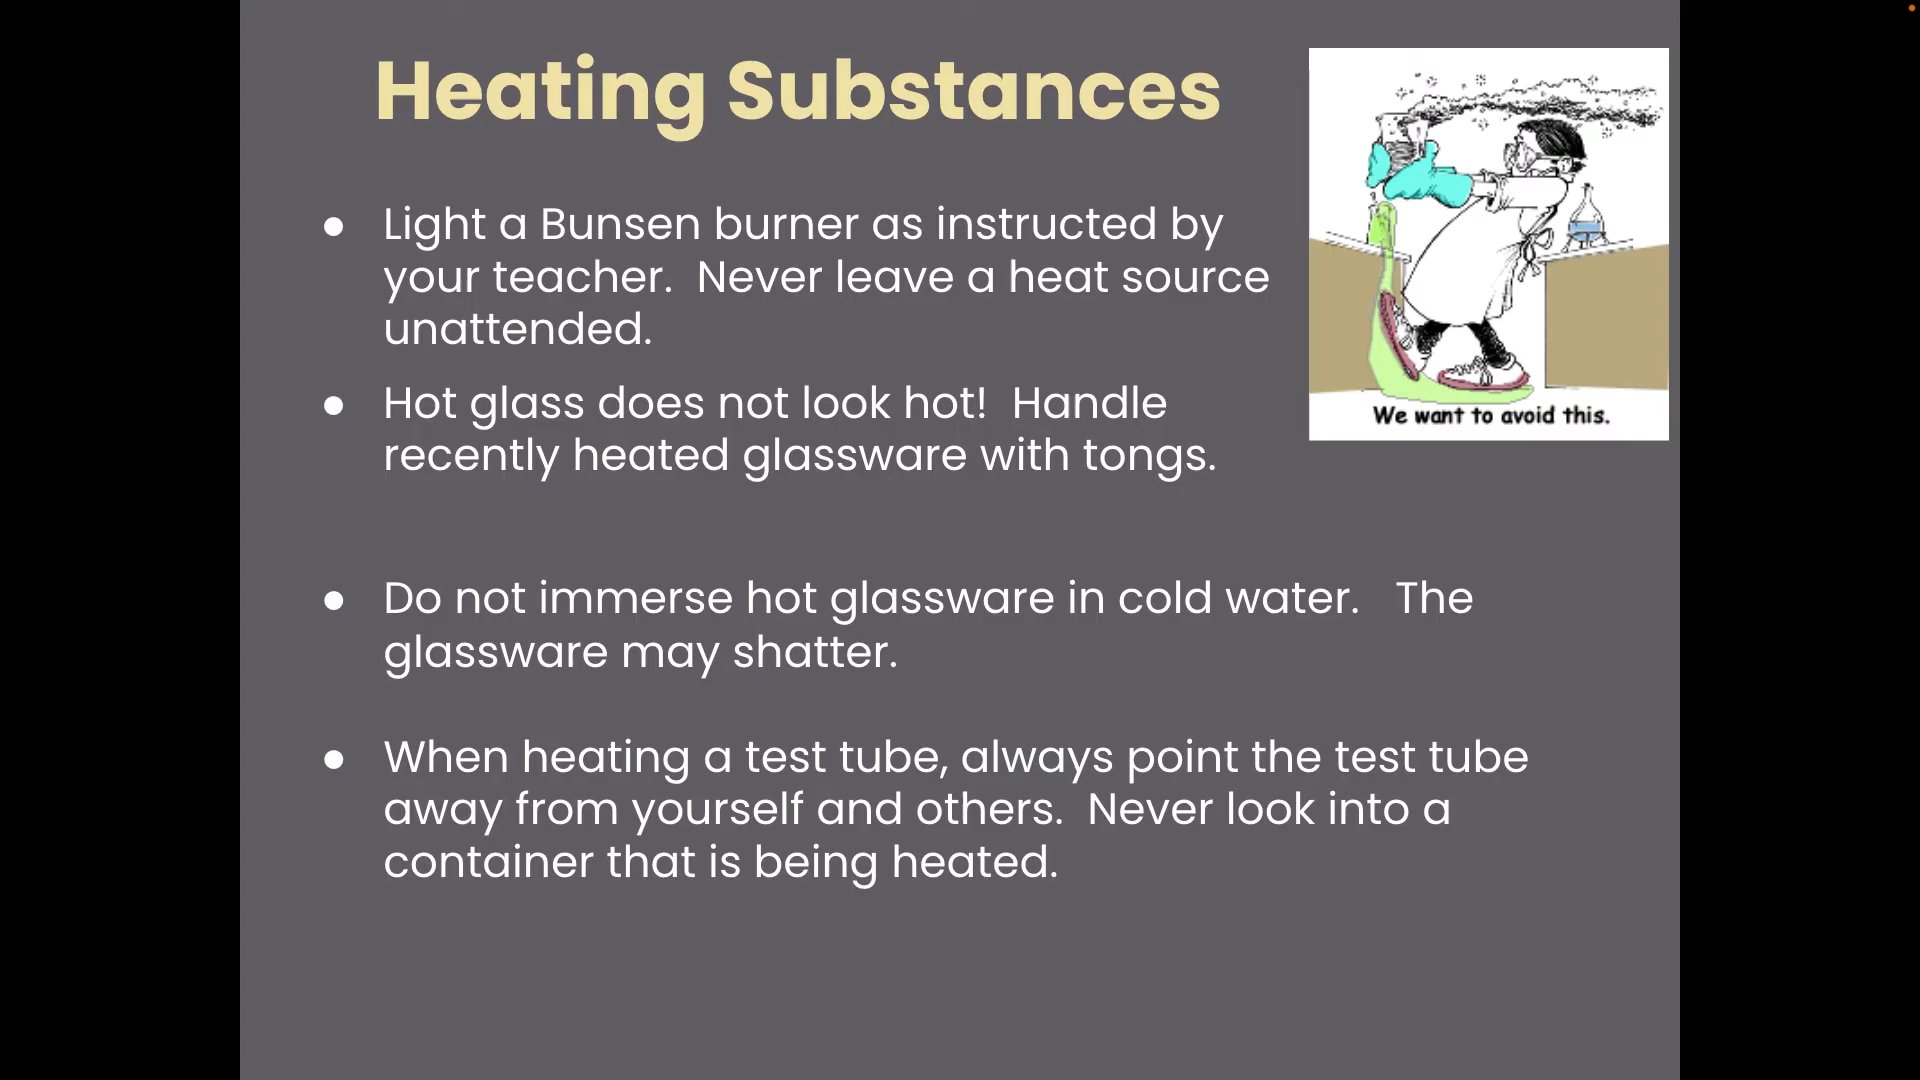 Heating Substances
● Light a Bunsen burner as instructed by
your teacher.  Never leave a heat source
unattended.
● Hot glass does not look hot!  Handle
recently heated glassware with tongs.
We want to avoid this.
● Do not immerse hot glassware in cold water.   The
glassware may shatter.
● When heating a test tube, always point the test tube
away from yourself and others.  Never look into a
container that is being heated.